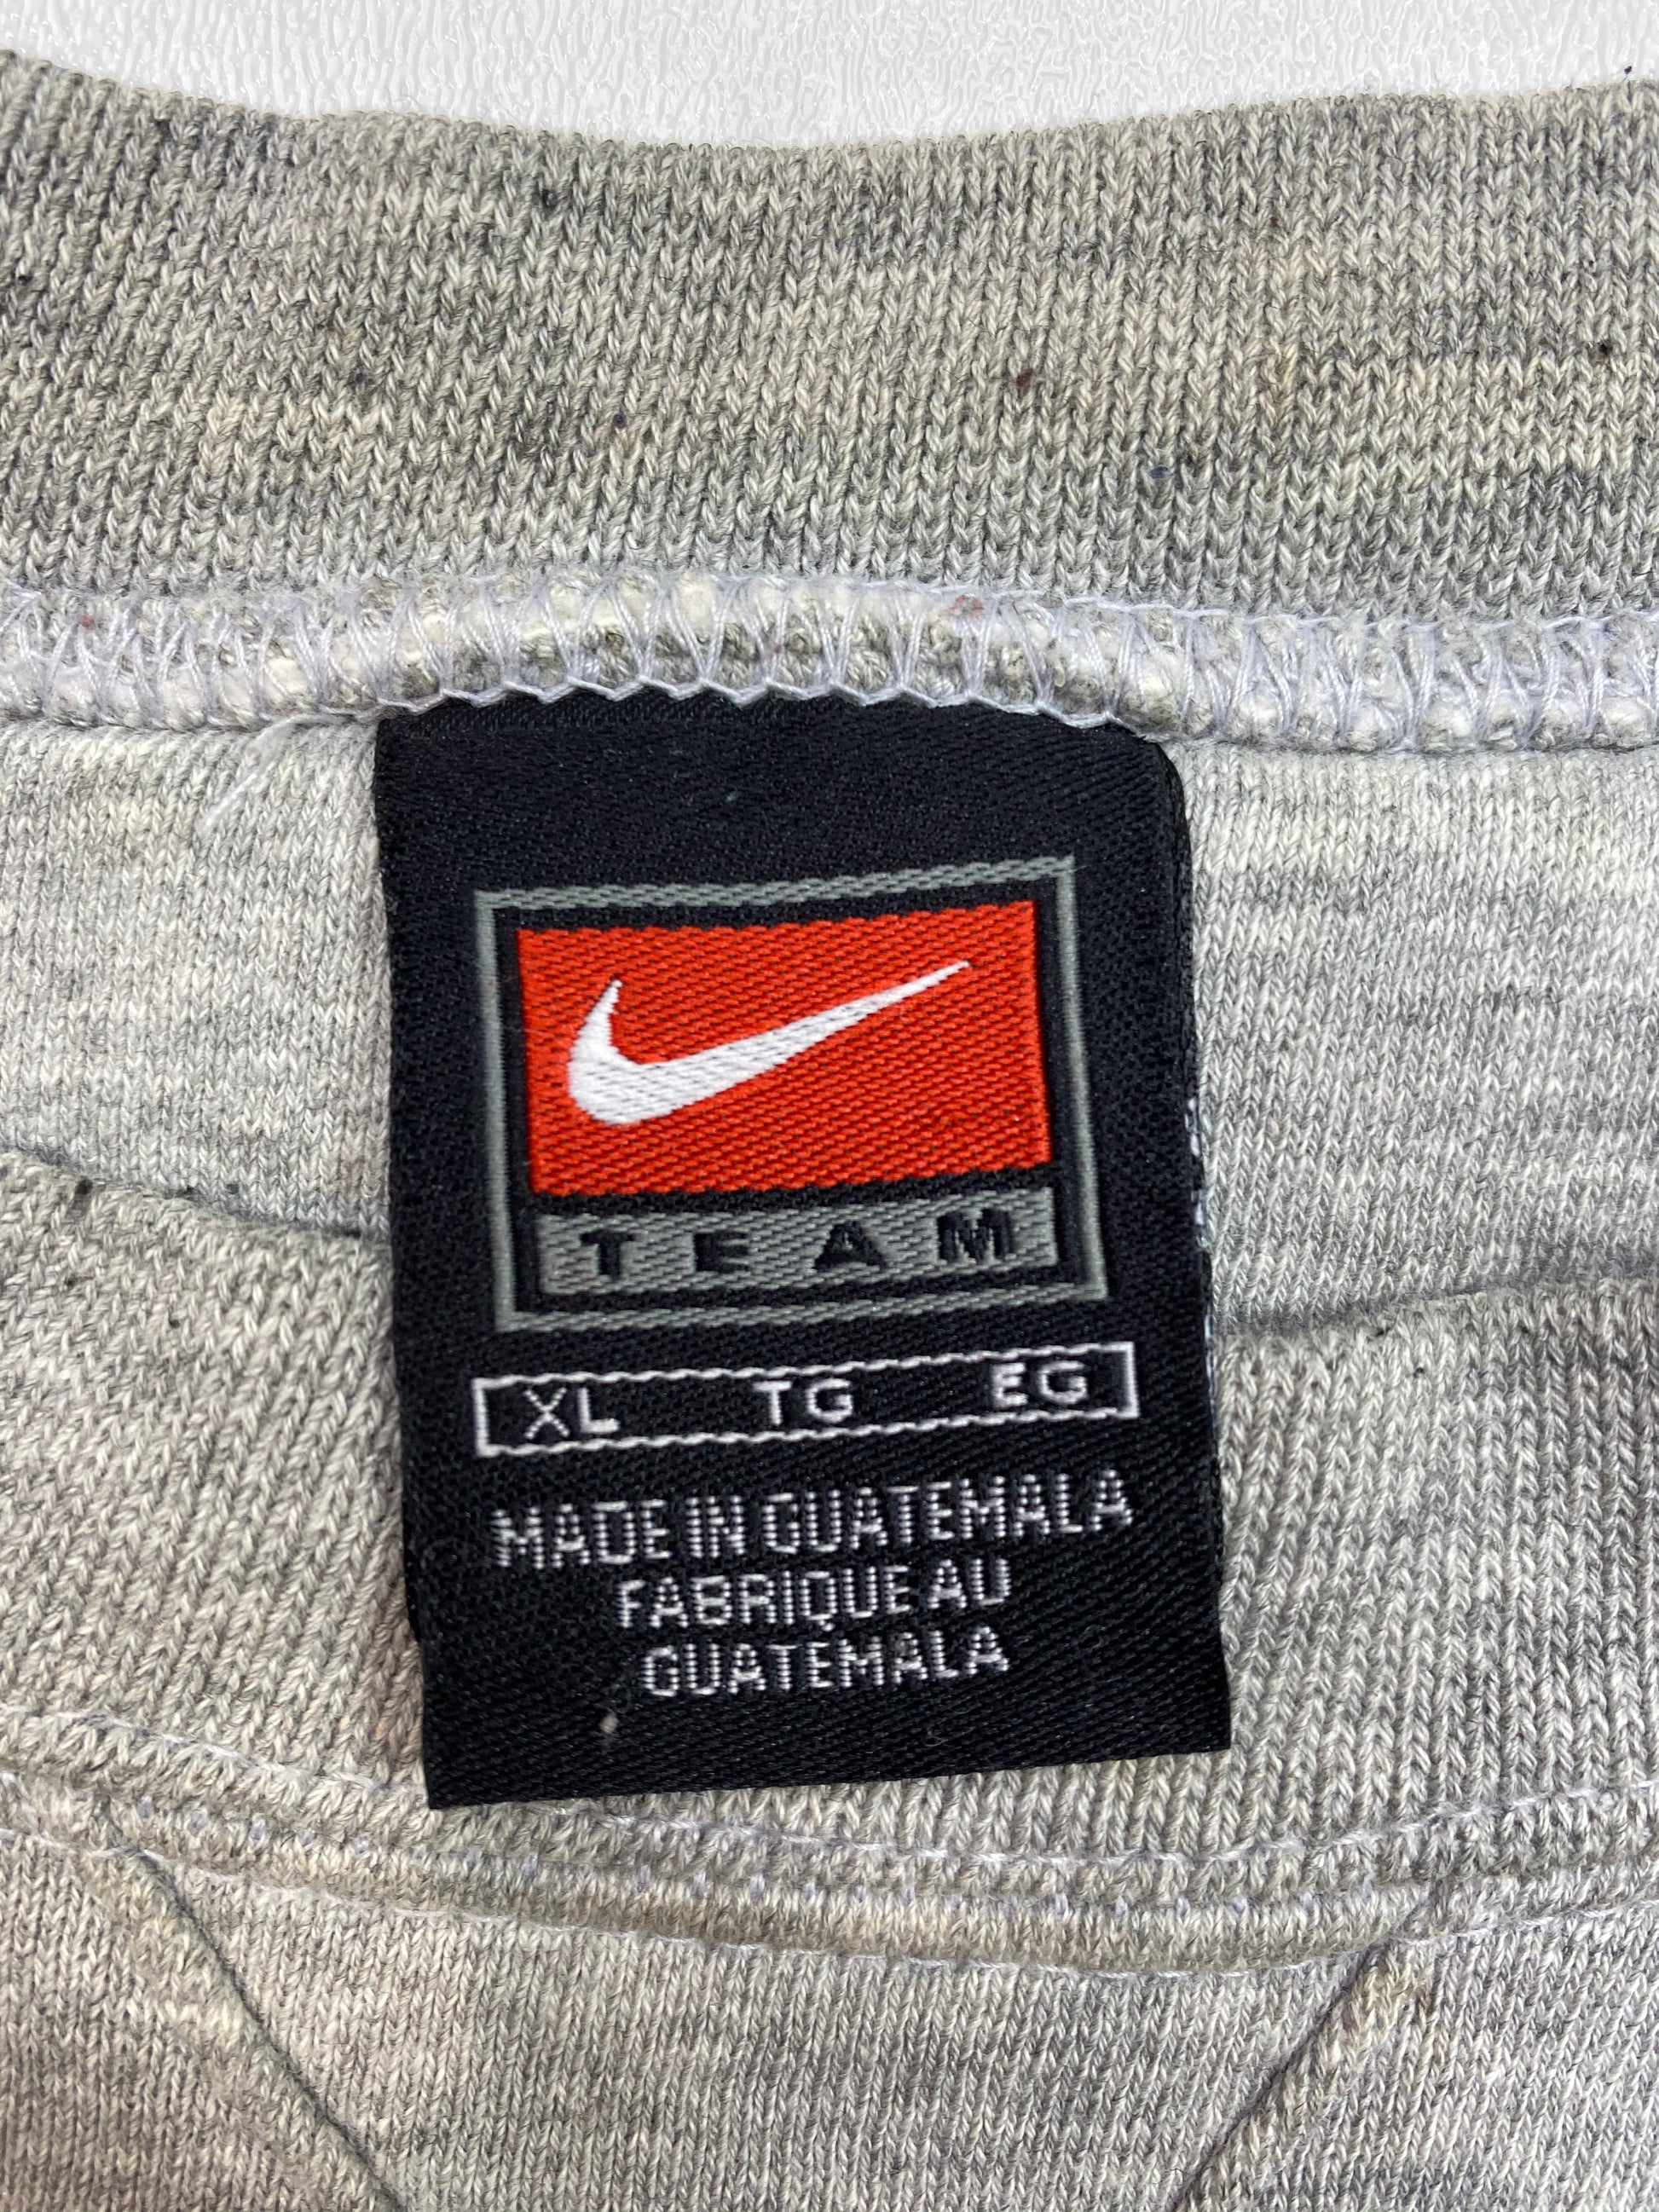 TEAM
XL TG EG
MADE IN GUATEMALA
FABRIQUE AU
GUATEMALA